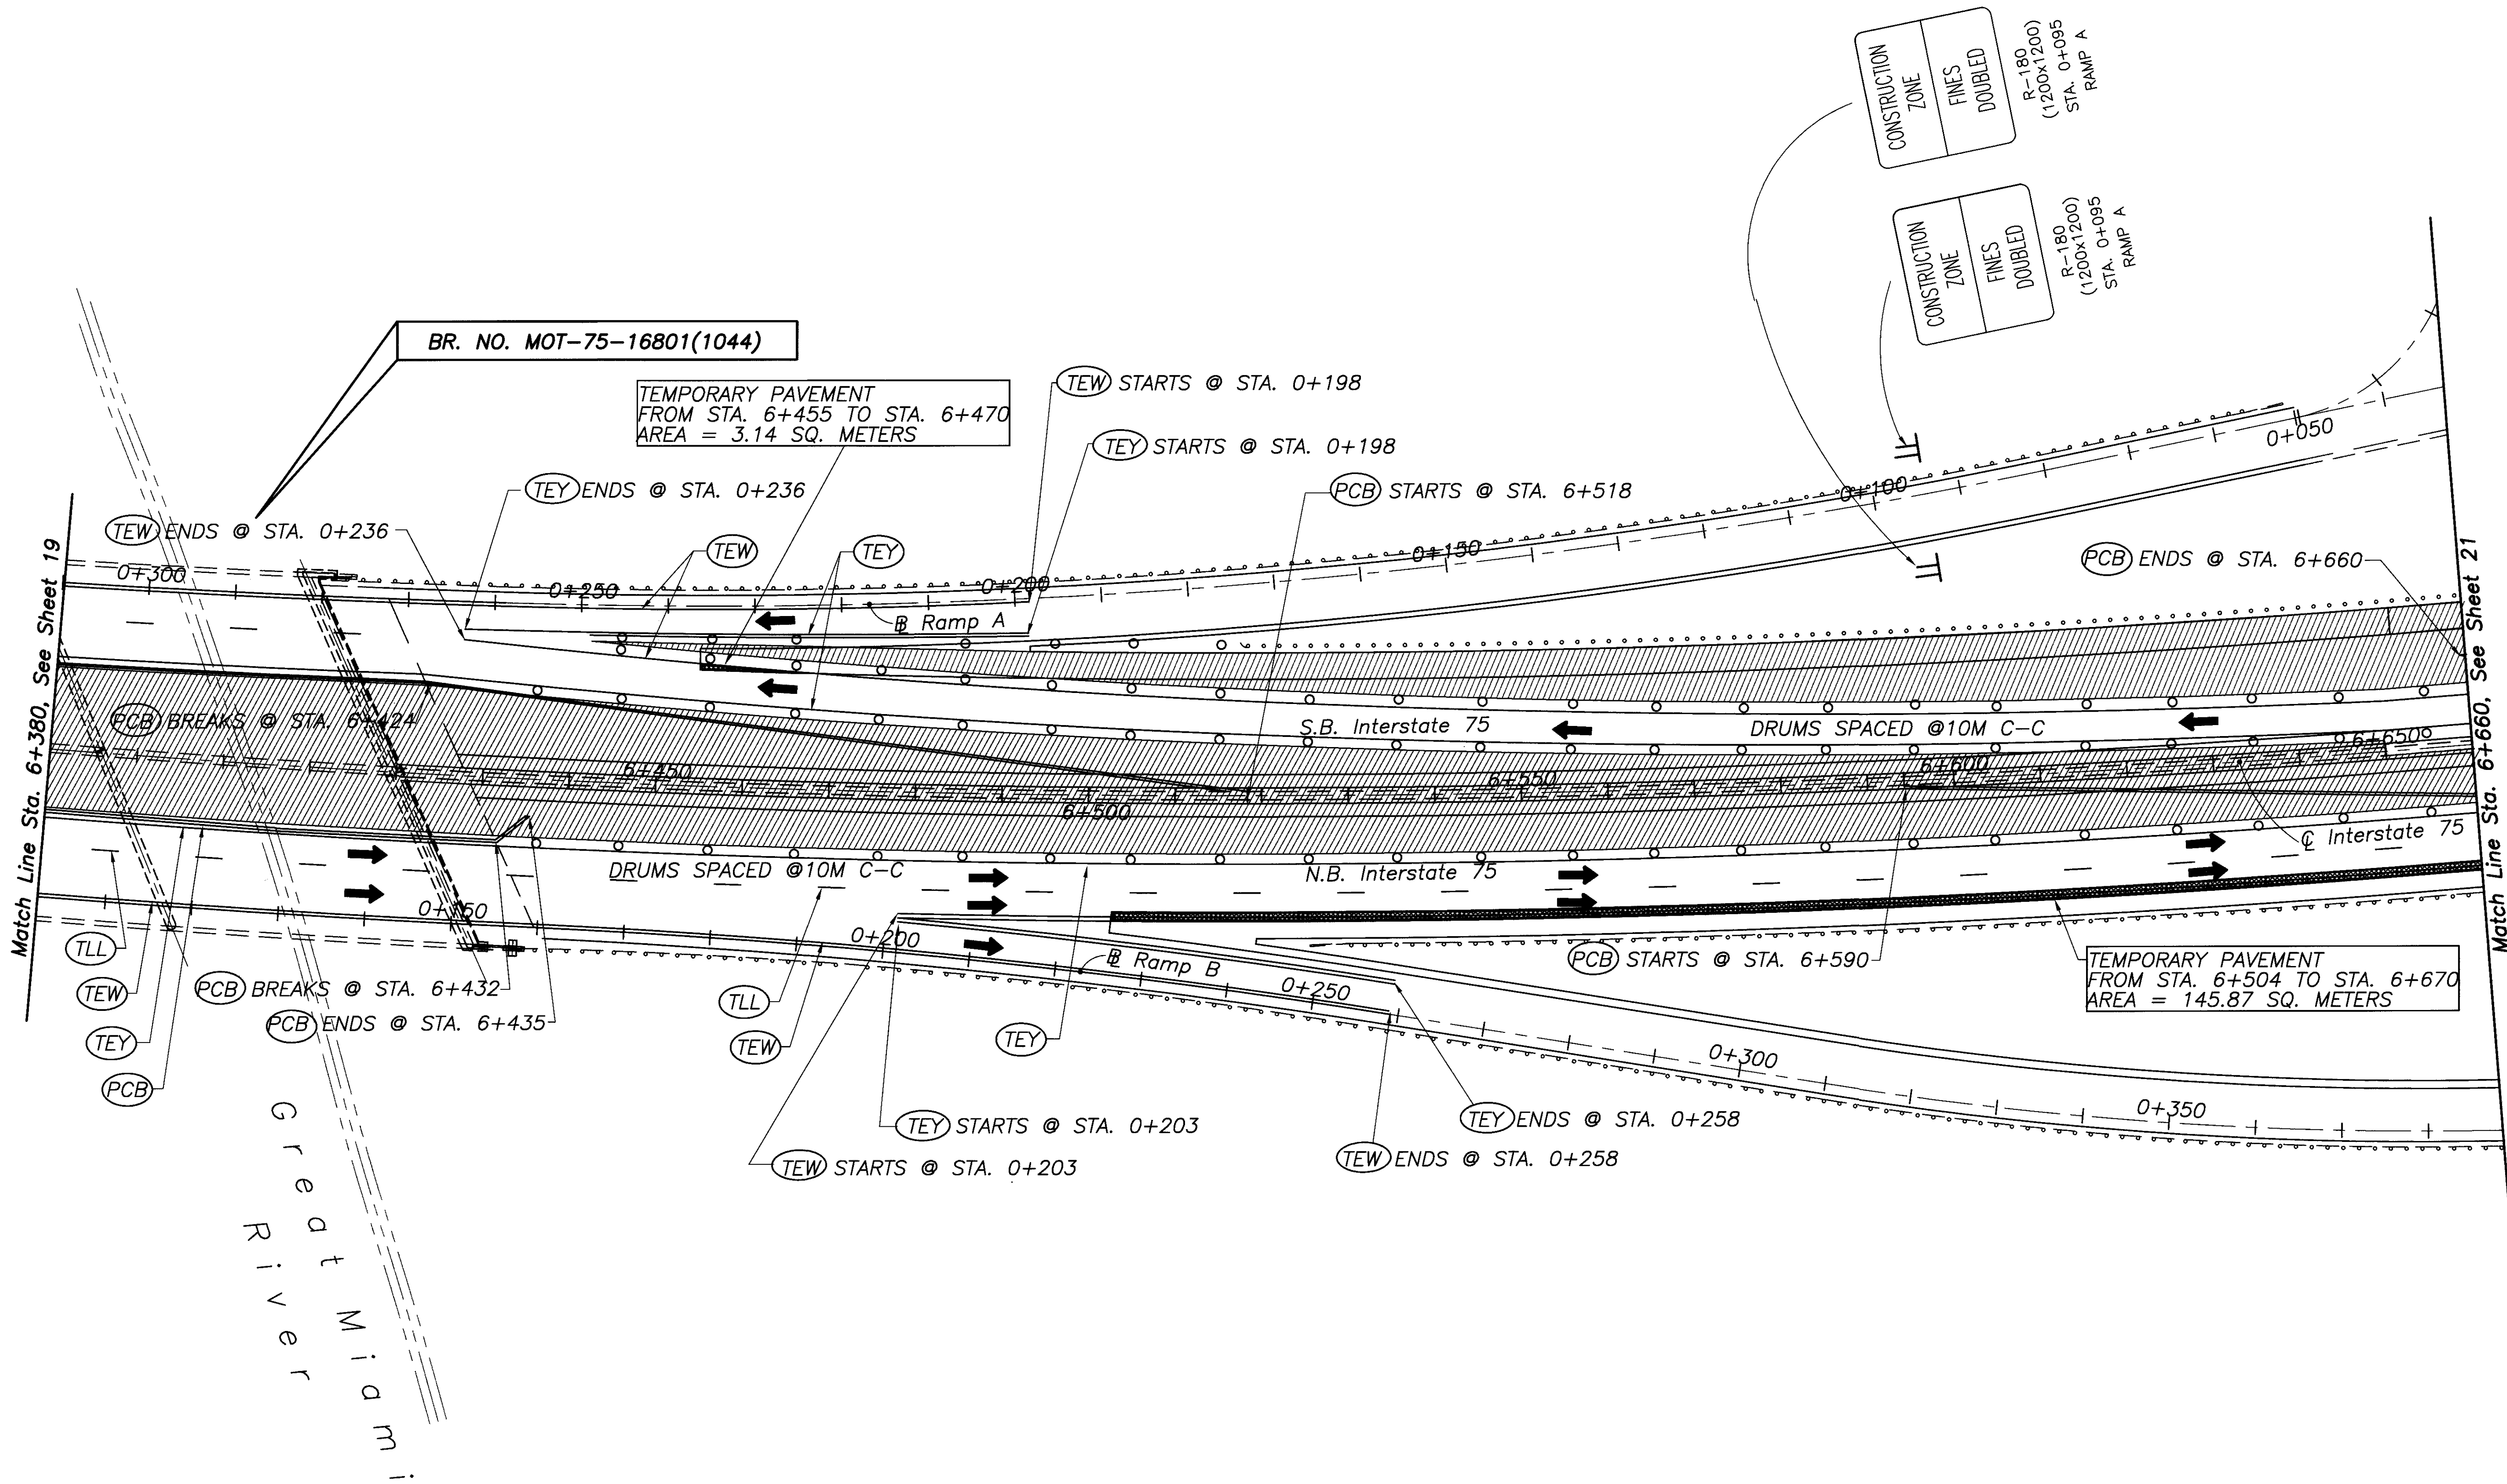 CONSTRUCTION
ZONE
FINES
DOUBLED
R-180
(1200x1200)
STA. 0+095
RAMP A
CONSTRUCTION
ZONE
FINES
DOUBLED
R-180
(1200x1200)
STA. 0+095
RAMP A
BR. NO. MOT-75-16801(1044)
TEMPORARY PAVEMENT
FROM STA. 6+455 TO STA. 6+470
AREA = 3.14 SQ. METERS
TEW STARTS @ STA. 0+198
TEY STARTS @ STA. 0+198
TEY ENDS @ STA. 0+236
PCB STARTS @ STA. 6+518
TEW ENDS @ STA. 0+236
TEW
TEY
PCB ENDS @ STA. 6+660
0+300
0+250
0+200
0+150
0+100
0+050
℄ Ramp A
Match Line Sta. 6+380, See Sheet 19
Match Line Sta. 6+660, See Sheet 21
PCB BREAKS @ STA. 6+424
S.B. Interstate 75
DRUMS SPACED @10M C-C
6+450
6+500
6+550
6+600
6+650
℄ Interstate 75
DRUMS SPACED @10M C-C
N.B. Interstate 75
0+150
0+200
℄ Ramp B
0+250
0+300
0+350
TLL
TEW
TEY
PCB
PCB BREAKS @ STA. 6+432
PCB ENDS @ STA. 6+435
TLL
TEW
TEY
PCB STARTS @ STA. 6+590
TEMPORARY PAVEMENT
FROM STA. 6+504 TO STA. 6+670
AREA = 145.87 SQ. METERS
TEY STARTS @ STA. 0+203
TEW STARTS @ STA. 0+203
TEY ENDS @ STA. 0+258
TEW ENDS @ STA. 0+258
Great Miami
River